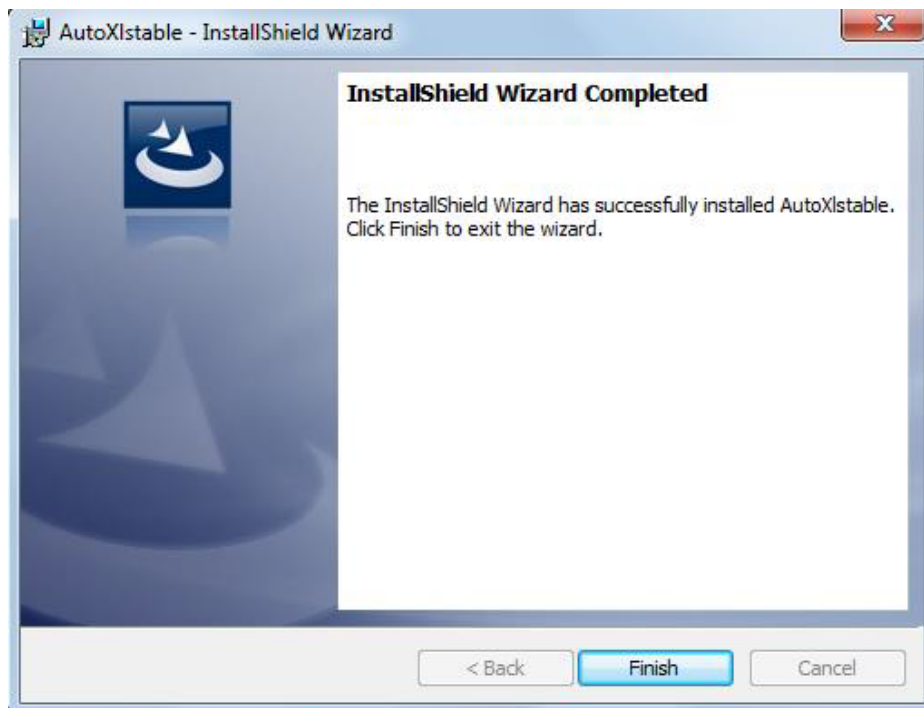 AutoXlstable - InstallShield Wizard
InstallShield Wizard Completed
The InstallShield Wizard has successfully installed AutoXlstable.
Click Finish to exit the wizard.
< Back
Finish
Cancel